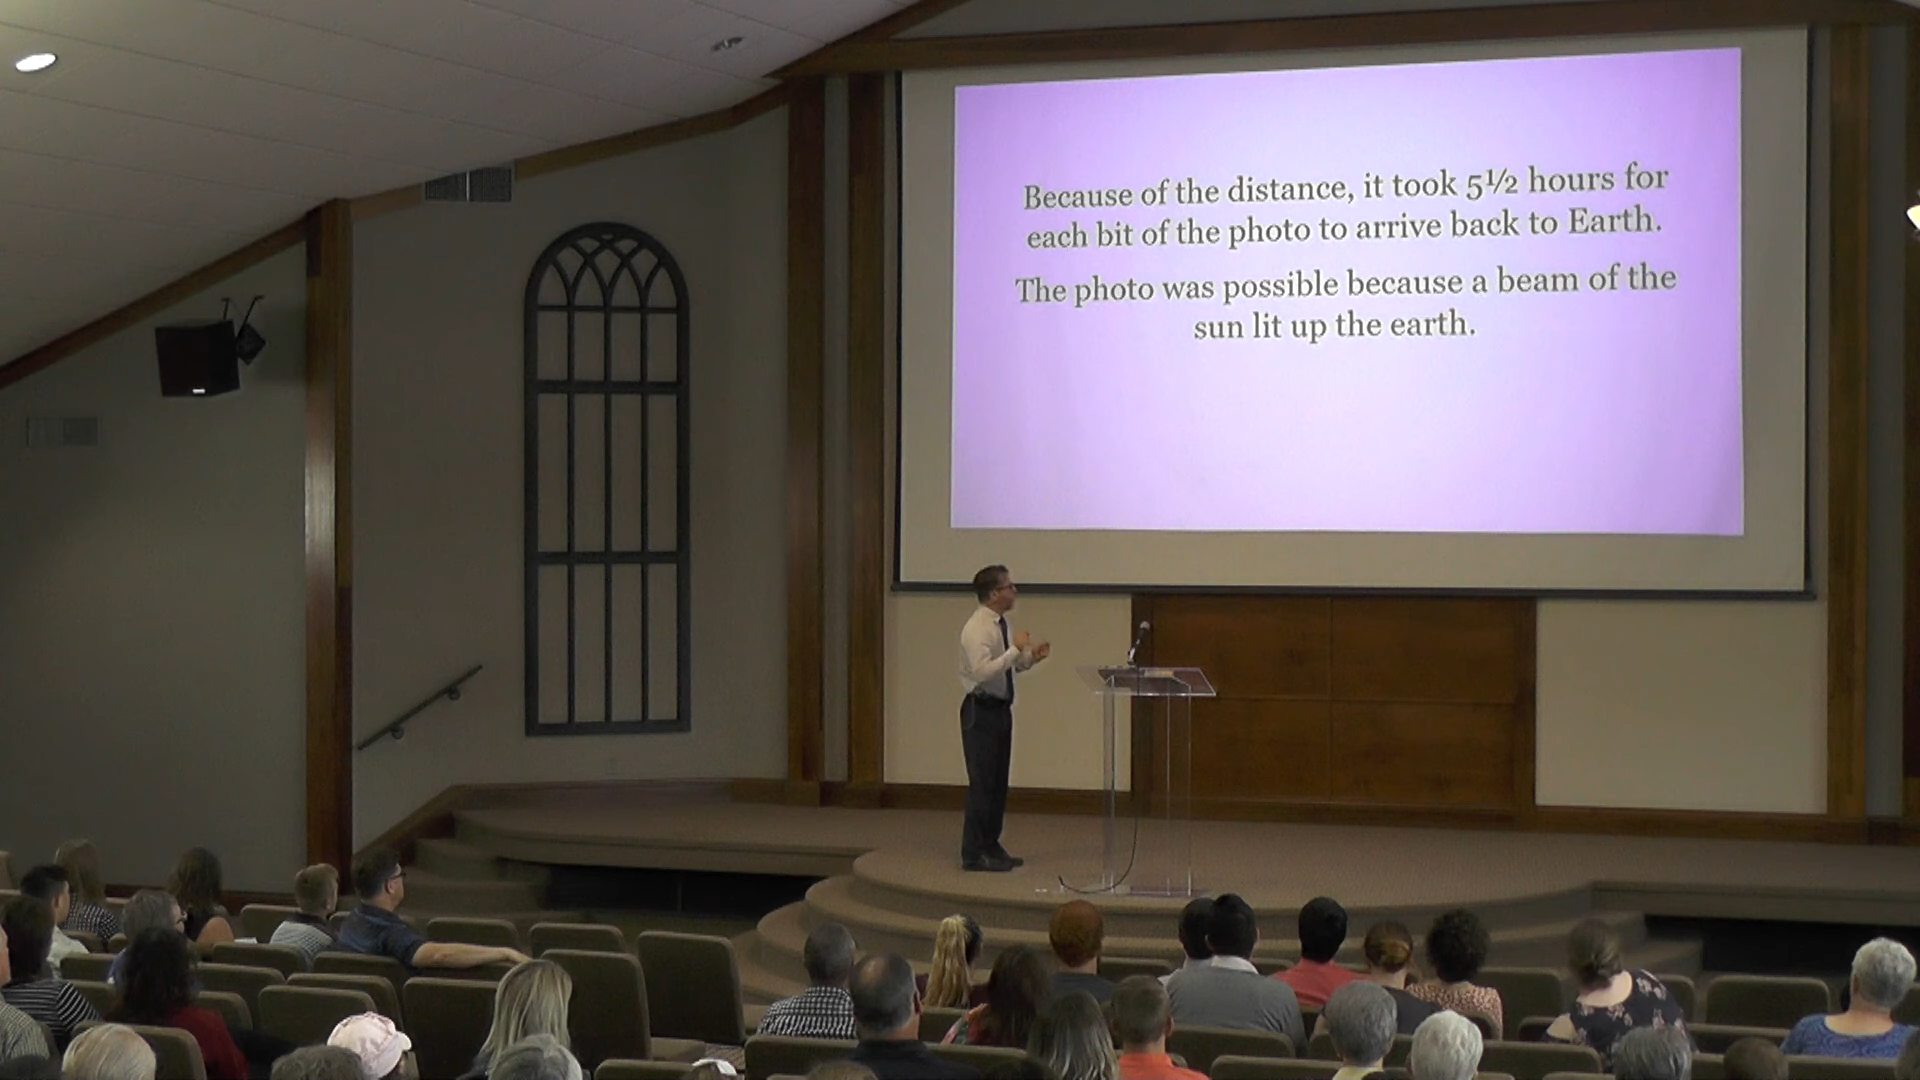 Because of the distance, it took 5½ hours for
each bit of the photo to arrive back to Earth.
The photo was possible because a beam of the
sun lit up the earth.